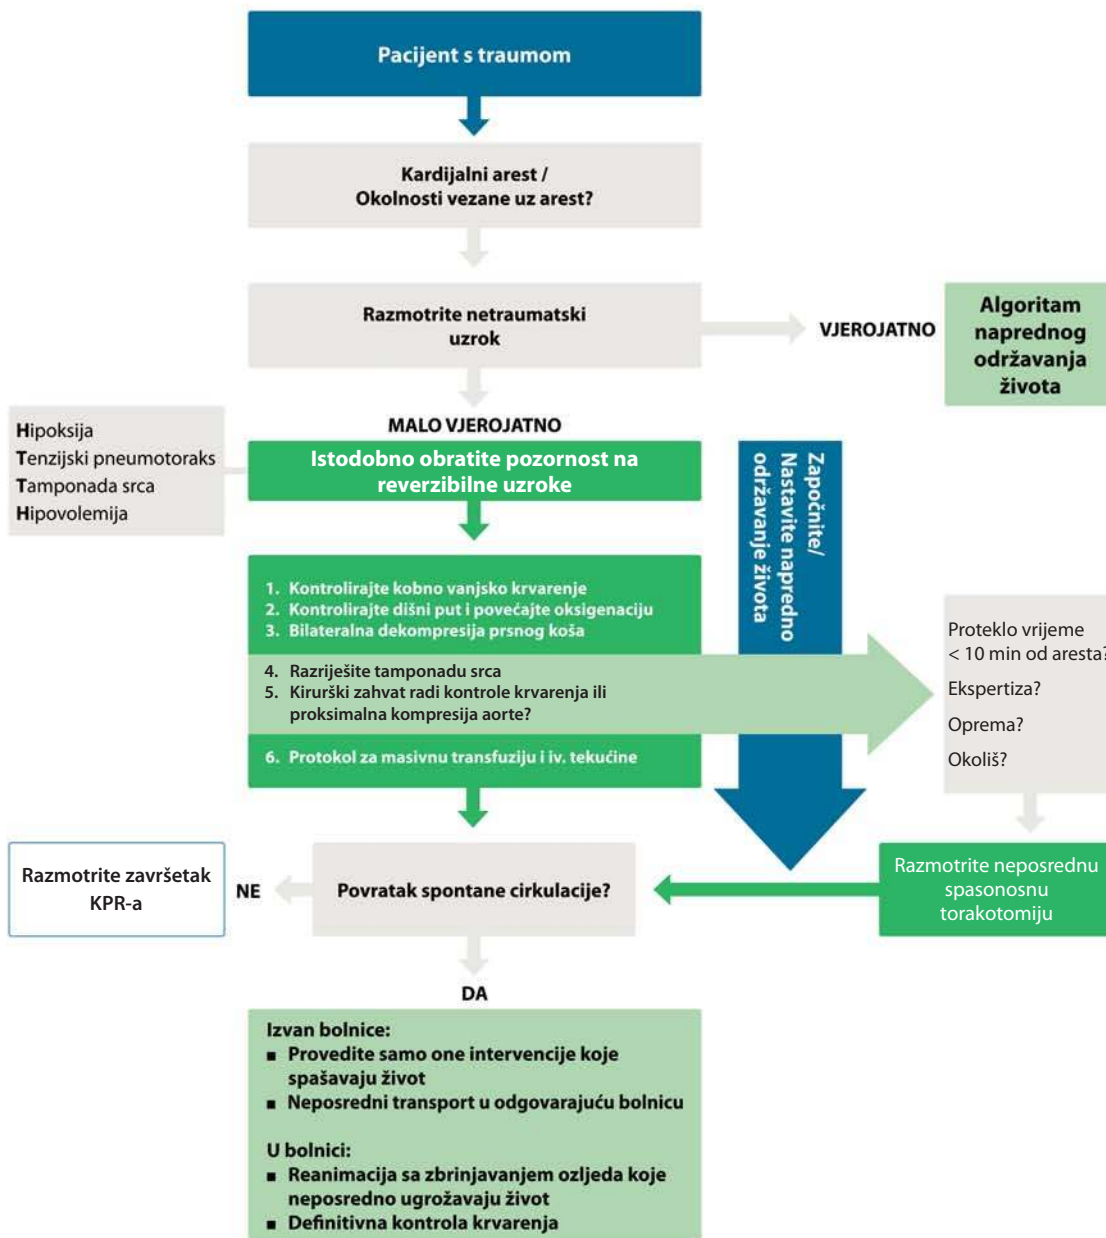 Pacijent s traumom
Kardijalni arest /
Okolnosti vezane uz arest?
Razmotrite netraumatski
uzrok
VJEROJATNO
Algoritam
naprednog
održavanja
života
MALO VJEROJATNO
Hipoksija
Tenzijski pneumotoraks
Tamponada srca
Hipovolemija
Istodobno obratite pozornost na
reverzibilne uzroke
Započnite/
Nastavite napredno
održavanje života
1. Kontrolirajte kobno vanjsko krvarenje
2. Kontrolirajte dišni put i povećajte oksigenaciju
3. Bilateralna dekompresija prsnog koša
4. Razriješite tamponadu srca
5. Kirurški zahvat radi kontrole krvarenja ili
proksimalna kompresija aorte?
6. Protokol za masivnu transfuziju i iv. tekućine
Proteklo vrijeme
< 10 min od aresta?
Ekspertiza?
Oprema?
Okoliš?
Razmotrite neposrednu
spasonosnu
torakotomiju
Povratak spontane cirkulacije?
NE
Razmotrite završetak
KPR-a
DA
Izvan bolnice:
■ Provedite samo one intervencije koje
spašavaju život
■ Neposredni transport u odgovarajuću bolnicu
U bolnici:
■ Reanimacija sa zbrinjavanjem ozljeda koje
neposredno ugrožavaju život
■ Definitivna kontrola krvarenja